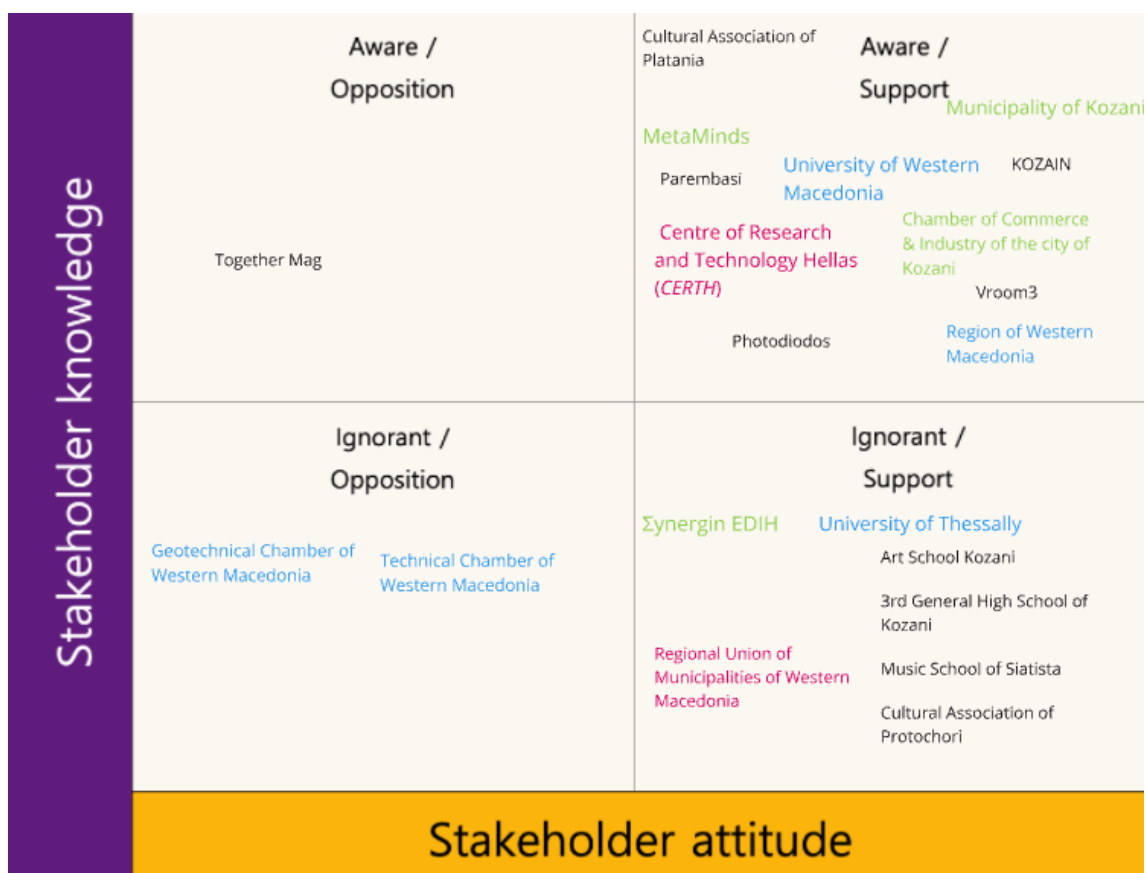 Stakeholder knowledge
Aware /
Opposition
Together Mag
Cultural Association of
Platania
Aware /
Support
Municipality of Kozani
MetaMinds
Parembasi
University of Western
Macedonia
KOZAIN
Centre of Research
and Technology Hellas
(CERTH)
Chamber of Commerce
& Industry of the city of
Kozani
Vroom3
Photodiodos
Region of Western
Macedonia
Ignorant /
Opposition
Geotechnical Chamber of
Western Macedonia
Technical Chamber of
Western Macedonia
Ignorant /
Support
Σynergin EDIH
University of Thessally
Art School Kozani
3rd General High School of
Kozani
Regional Union of
Municipalities of Western
Macedonia
Music School of Siatista
Cultural Association of
Protochori
Stakeholder attitude